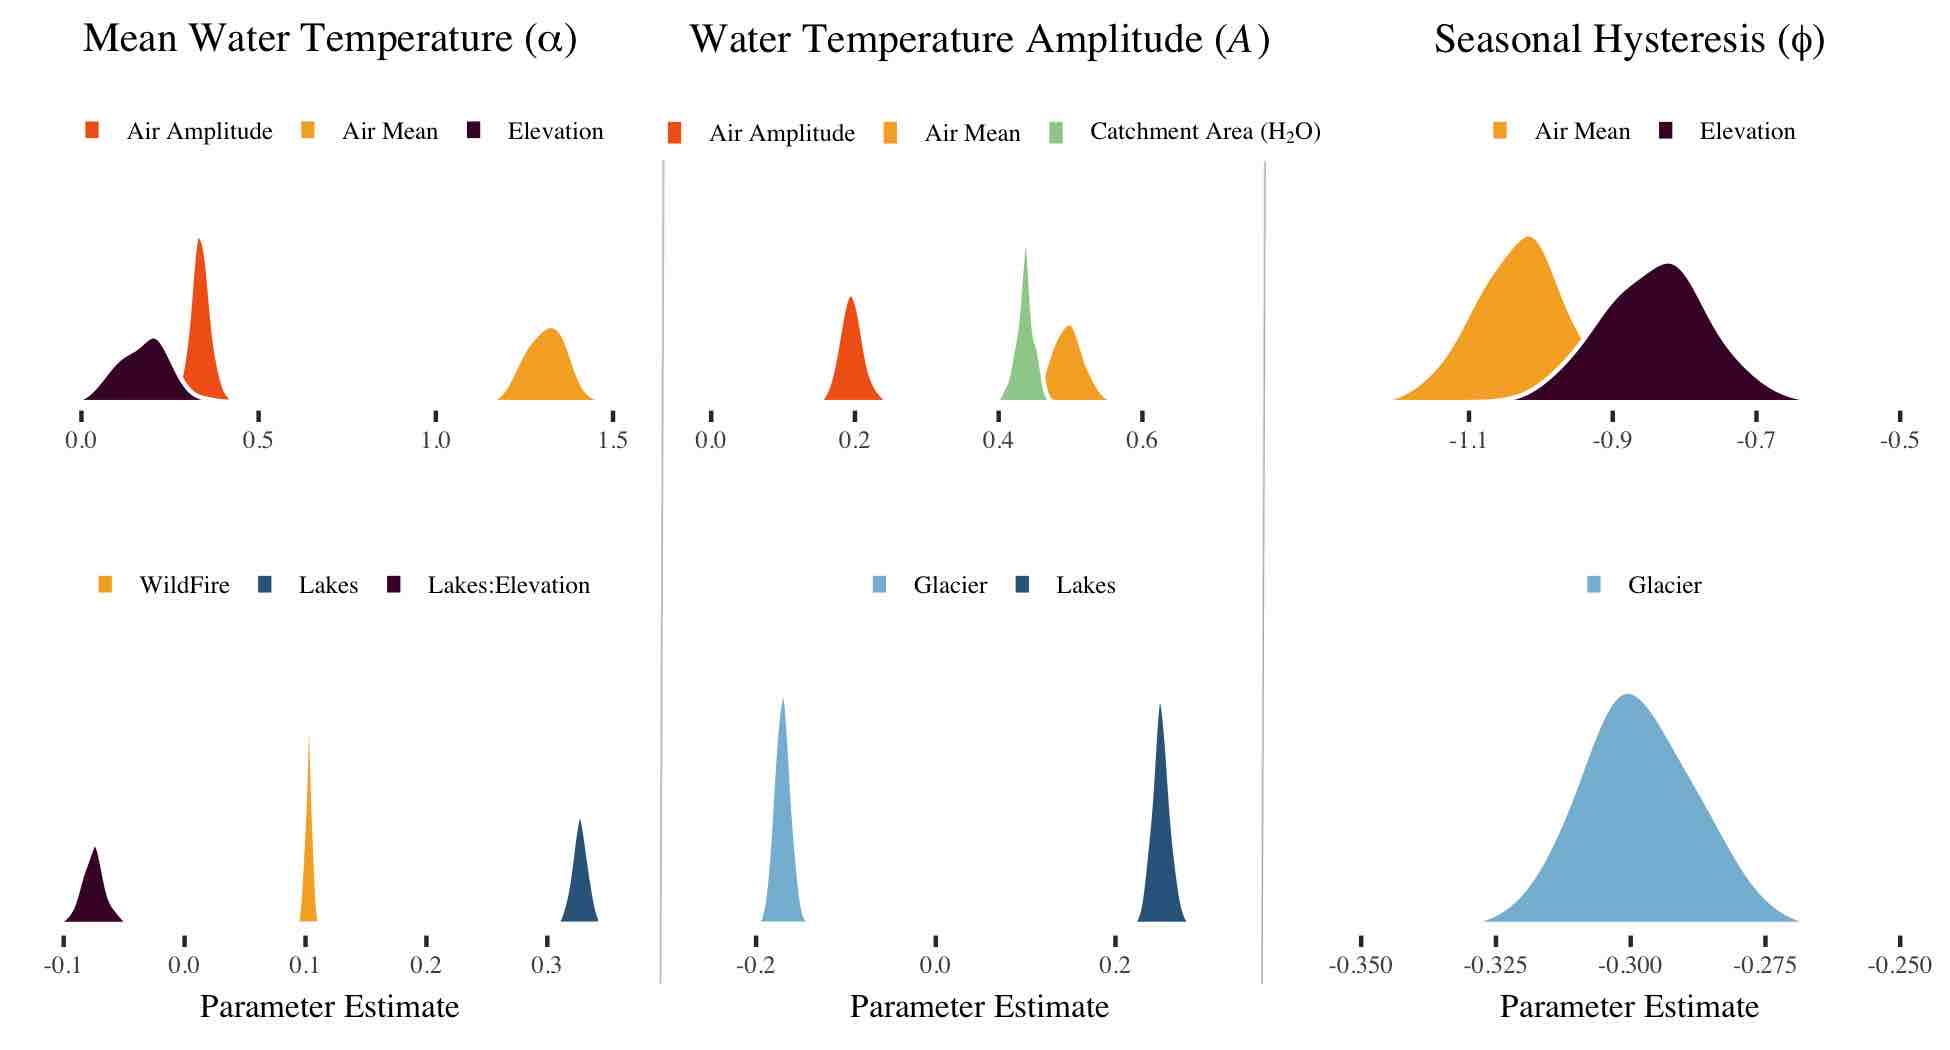 Mean Water Temperature (α) Water Temperature Amplitude (A) Seasonal Hysteresis (ϕ)
Air Amplitude Air Mean Elevation Air Amplitude Air Mean Catchment Area (H₂O) Air Mean Elevation
0.0 0.5 1.0 1.5 0.0 0.2 0.4 0.6 -1.1 -0.9 -0.7 -0.5
WildFire Lakes Lakes:Elevation Glacier Lakes Glacier
-0.1 0.0 0.1 0.2 0.3 -0.2 0.0 0.2 -0.350 -0.325 -0.300 -0.275 -0.250
Parameter Estimate Parameter Estimate Parameter Estimate